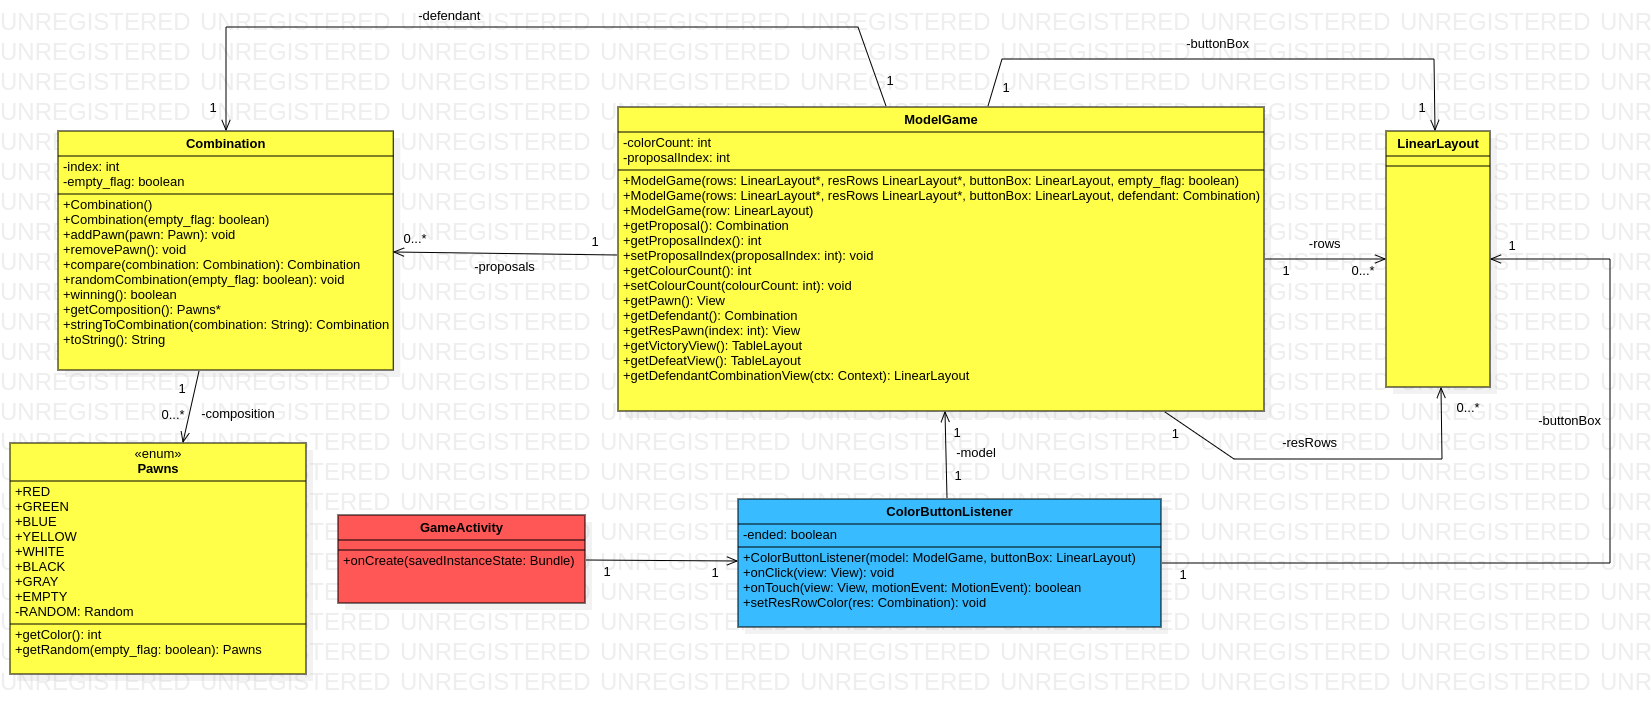 -defendant
-buttonBox
1
1
1
1
Combination
-index: int
-empty_flag: boolean
+Combination()
+Combination(empty_flag: boolean)
+addPawn(pawn: Pawn): void
+removePawn(): void
+compare(combination: Combination): Combination
+randomCombination(empty_flag: boolean): void
+winning(): boolean
+getComposition(): Pawns*
+stringToCombination(combination: String): Combination
+toString(): String
0...*
1
-proposals
ModelGame
-colorCount: int
-proposalIndex: int
+ModelGame(rows: LinearLayout*, resRows LinearLayout*, buttonBox: LinearLayout, empty_flag: boolean)
+ModelGame(rows: LinearLayout*, resRows LinearLayout*, buttonBox: LinearLayout, defendant: Combination)
+ModelGame(row: LinearLayout)
+getProposal(): Combination
+getProposalIndex(): int
+setProposalIndex(proposalIndex: int): void
+getColourCount(): int
+setColourCount(colourCount: int): void
+getPawn(): View
+getDefendant(): Combination
+getResPawn(index: int): View
+getVictoryView(): TableLayout
+getDefeatView(): TableLayout
+getDefendantCombinationView(ctx: Context): LinearLayout
-rows
1
0...*
LinearLayout
1
1
0...*
-composition
«enum»
Pawns
+RED
+GREEN
+BLUE
+YELLOW
+WHITE
+BLACK
+GRAY
+EMPTY
-RANDOM: Random
+getColor(): int
+getRandom(empty_flag: boolean): Pawns
1
-model
1
1
-resRows
0...*
-buttonBox
GameActivity
+onCreate(savedInstanceState: Bundle)
1
1
ColorButtonListener
-ended: boolean
+ColorButtonListener(model: ModelGame, buttonBox: LinearLayout)
+onClick(view: View): void
+onTouch(view: View, motionEvent: MotionEvent): boolean
+setResRowColor(res: Combination): void
1
UNREGISTERED UNREGISTERED UNREGISTERED UNREGISTERED UNREGISTERED UNREGISTERED UNREGISTERED UNREGISTERED